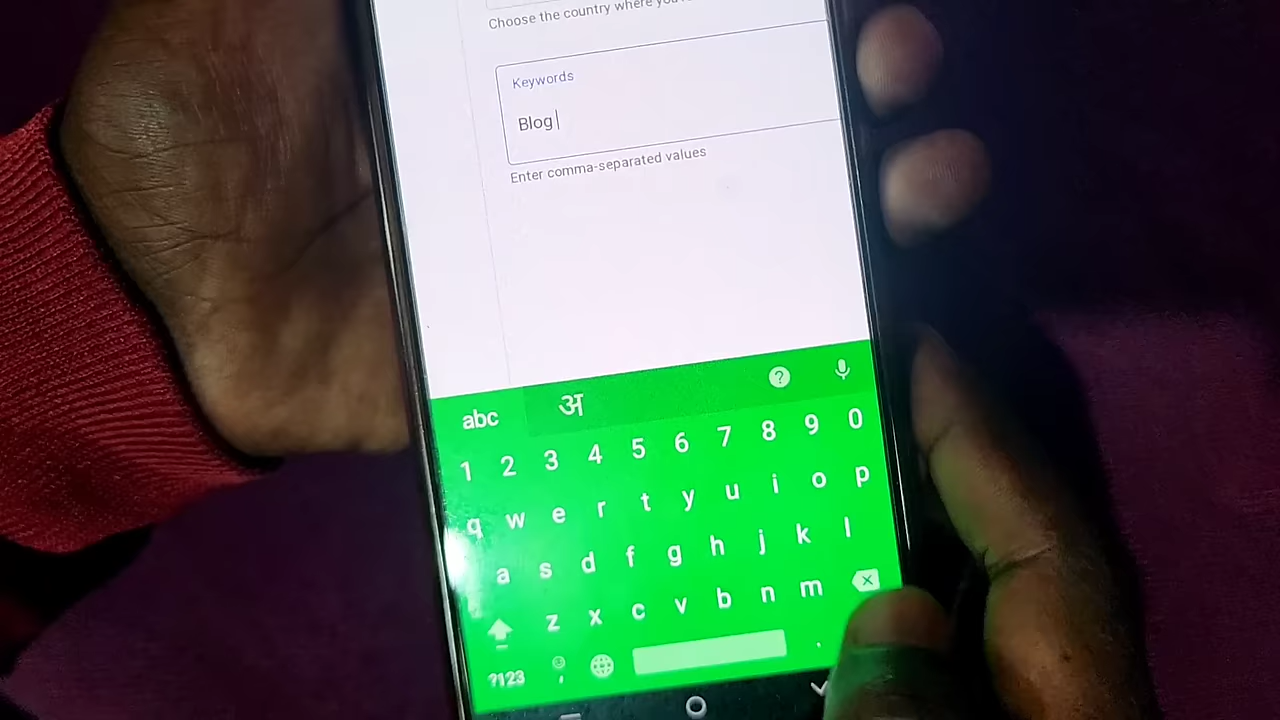 Choose the country where you
Keywords
Blog
Enter comma-separated values
abc अ ?
1 2 3 4 5 6 7 8 9 0
q w e r t y u i o p
a s d f g h j k l
z x c v b n m
?123 , .